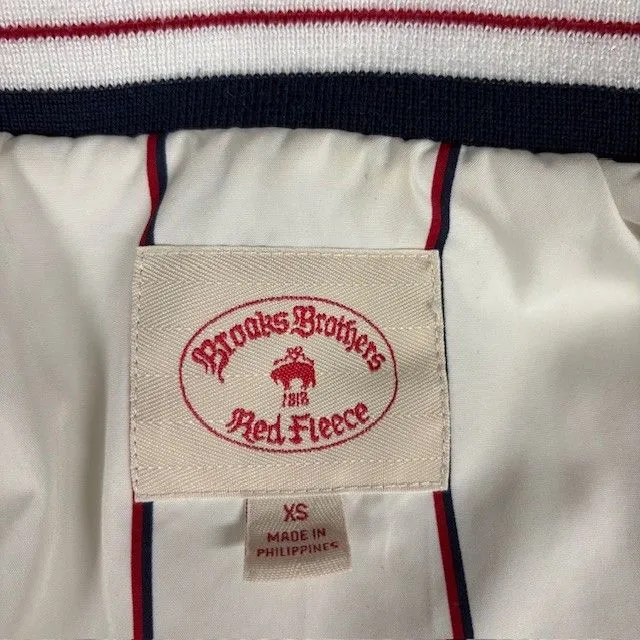 Brooks Brothers
1818
Red Fleece
XS
MADE IN
PHILIPPINES